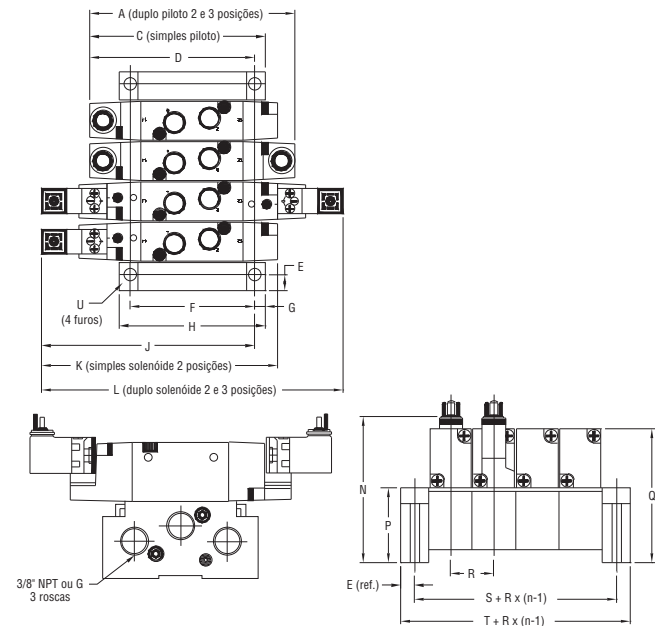 A (duplo piloto 2 e 3 posições)
C (simples piloto)
D
E
U
(4 furos)
F
G
H
J
K (simples solenóide 2 posições)
L (duplo solenóide 2 e 3 posições)
3/8" NPT ou G
3 roscas
N
P
Q
E (ref.)
R
S + R x (n-1)
T + R x (n-1)